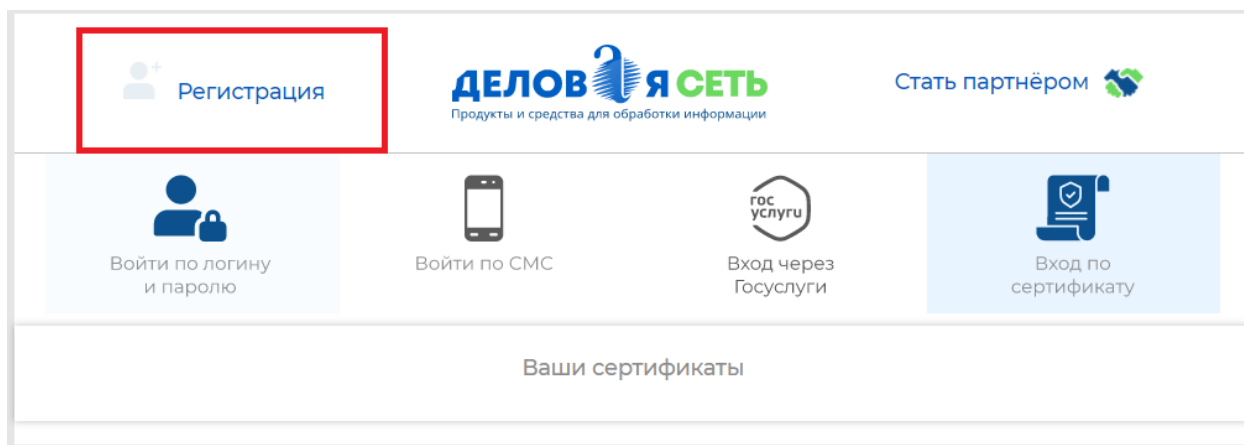 Регистрация
ДЕЛОВАЯ СЕТЬ
Продукты и средства для обработки информации
Стать партнёром
Войти по логину
и паролю
Войти по СМС
гос
услуги
Вход через
Госуслуги
Вход по
сертификату
Ваши сертификаты